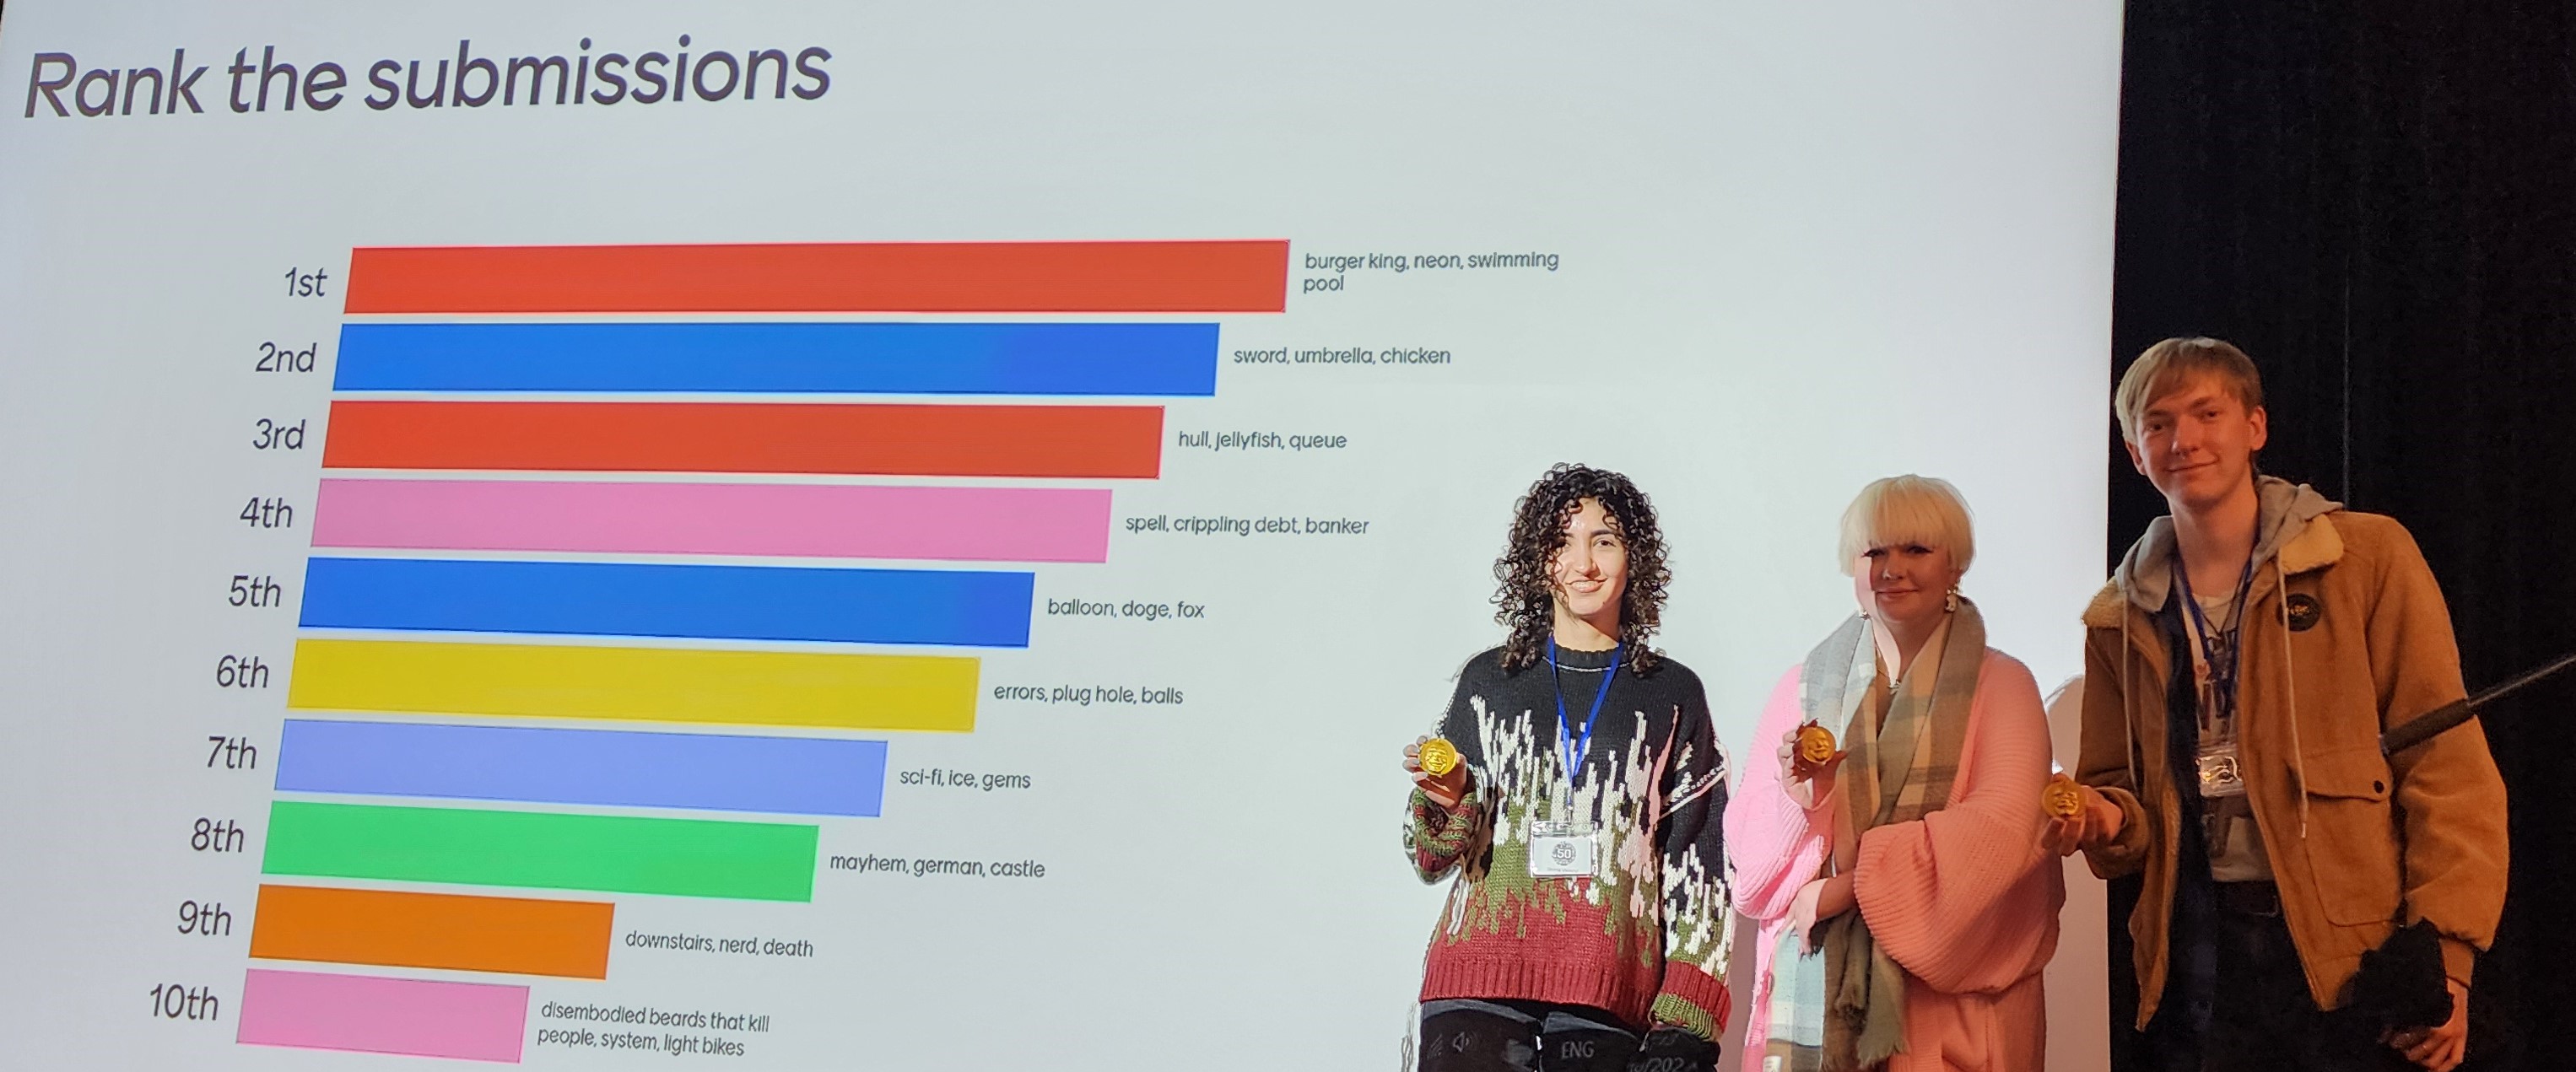 Rank the submissions
1st
burger king, neon, swimming
pool
2nd
sword, umbrella, chicken
3rd
hull, jellyfish, queue
4th
spell, crippling debt, banker
5th
balloon, doge, fox
6th
errors, plug hole, balls
7th
sci-fi, ice, gems
8th
mayhem, german, castle
9th
downstairs, nerd, death
10th
disembodied beards that kill
people, system, light bikes
50
ENG